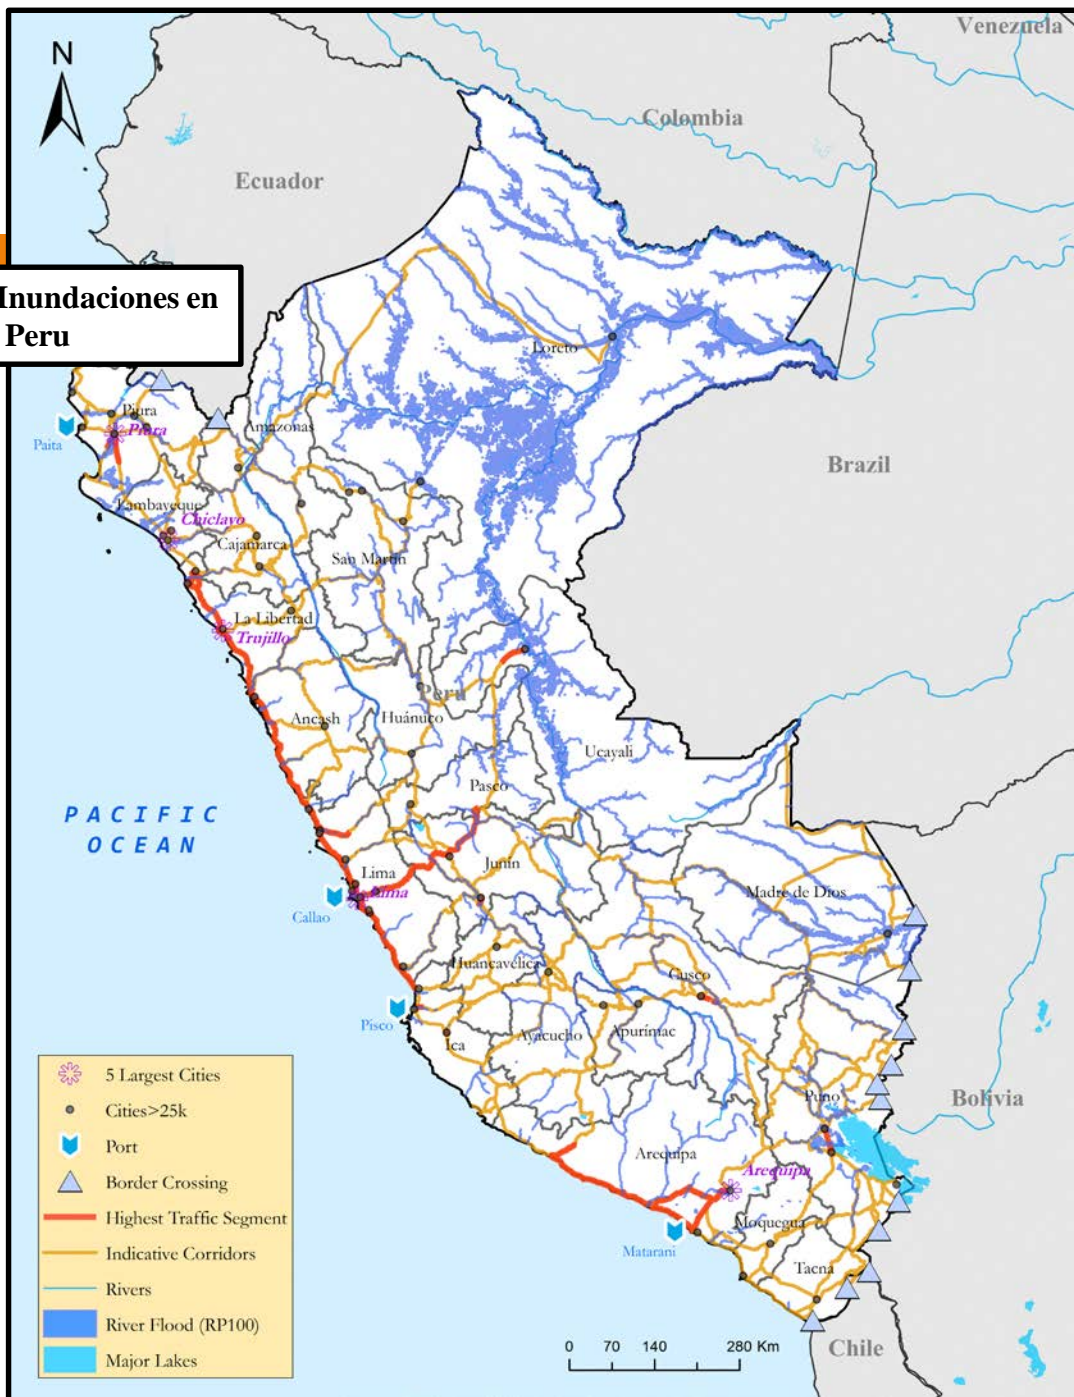 Venezuela
N
Colombia
Ecuador
Inundaciones en
Peru
Loreto
Piura
Piura
Paita
Amazonas
Brazil
Lambayeque
Chiclayo
Cajamarca
San Martin
La Libertad
Trujillo
Peru
Ancash
Huánuco
Ucayali
Pasco
PACIFIC
OCEAN
Junín
Lima
Lima
Callao
Madre de Dios
Huancavelica
Cusco
Pisco
Ica
Ayacucho
Apurímac
Puno
Bolivia
Arequipa
Arequipa
Moquegua
Matarani
Tacna
Chile
5 Largest Cities
Cities>25k
Port
Border Crossing
Highest Traffic Segment
Indicative Corridors
Rivers
River Flood (RP100)
Major Lakes
0 70 140 280 Km